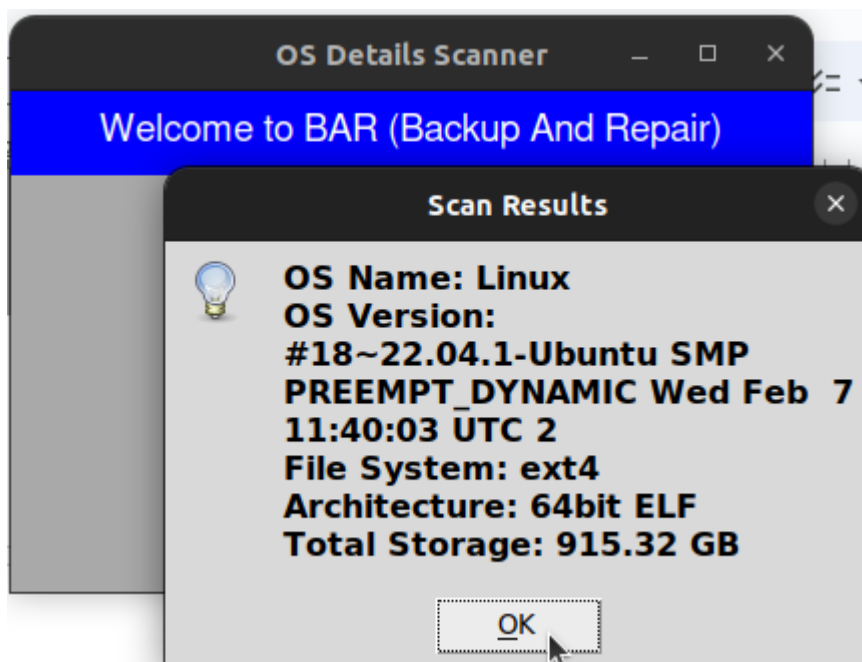 OS Details Scanner
Welcome to BAR (Backup And Repair)
Scan Results
OS Name: Linux
OS Version:
#18~22.04.1-Ubuntu SMP
PREEMPT_DYNAMIC Wed Feb  7
11:40:03 UTC 2
File System: ext4
Architecture: 64bit ELF
Total Storage: 915.32 GB
OK